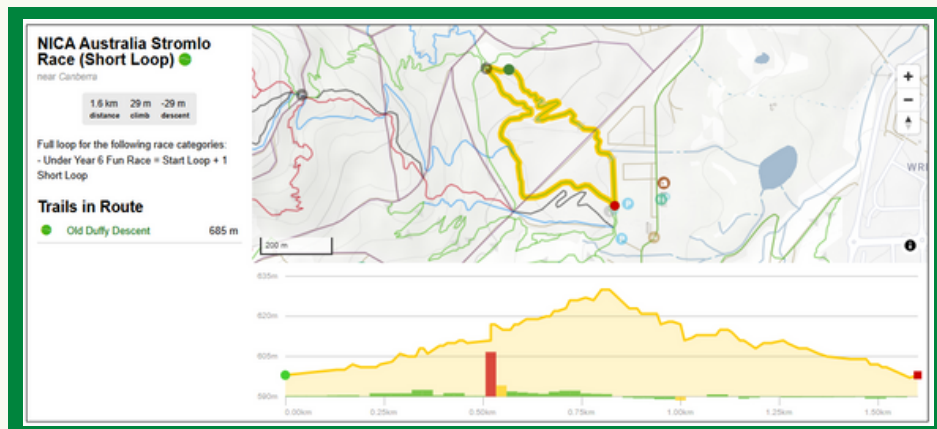 NICA Australia Stromlo
Race (Short Loop)
near Canberra
1.6 km 29 m -29 m
distance climb descent
Full loop for the following race categories:
- Under Year 6 Fun Race = Start Loop + 1
Short Loop
Trails in Route
Old Duffy Descent 685 m
+
−
WRI
P
P
200 m
i
635m
620m
605m
590m
0.00km 0.25km 0.50km 0.75km 1.00km 1.25km 1.50km